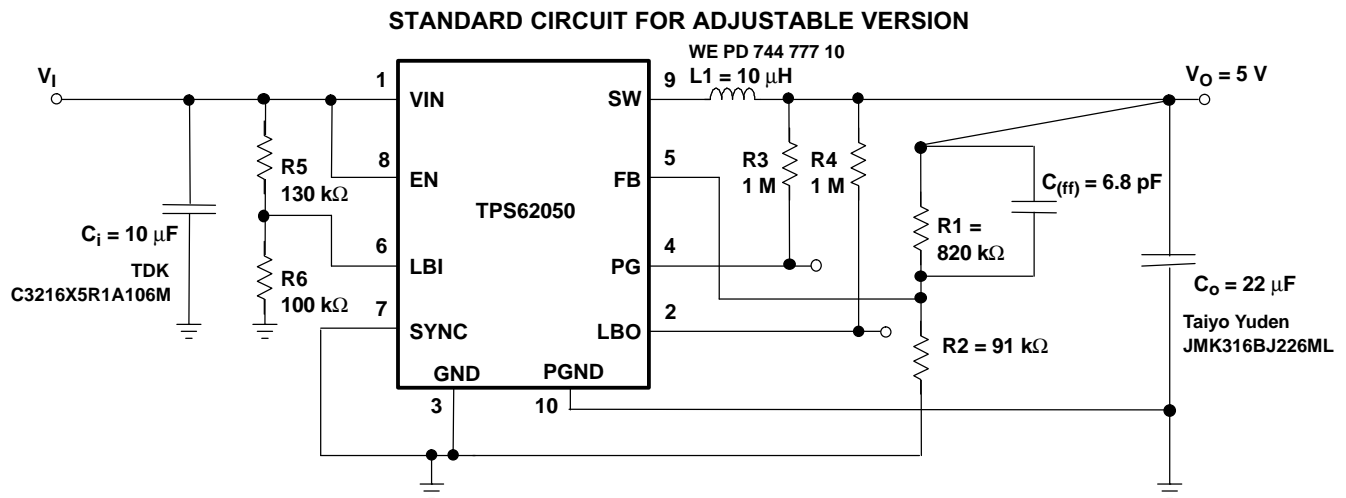 STANDARD CIRCUIT FOR ADJUSTABLE VERSION
WE PD 744 777 10
L1 = 10 μH
V_I
V_O = 5 V
1
VIN
9
SW
8
EN
5
FB
R5
130 kΩ
R3
1 M
R4
1 M
C_(ff) = 6.8 pF
TPS62050
R1 =
820 kΩ
C_i = 10 μF
TDK
C3216X5R1A106M
6
LBI
4
PG
R6
100 kΩ
C_o = 22 μF
Taiyo Yuden
JMK316BJ226ML
7
SYNC
2
LBO
R2 = 91 kΩ
GND
PGND
3
10